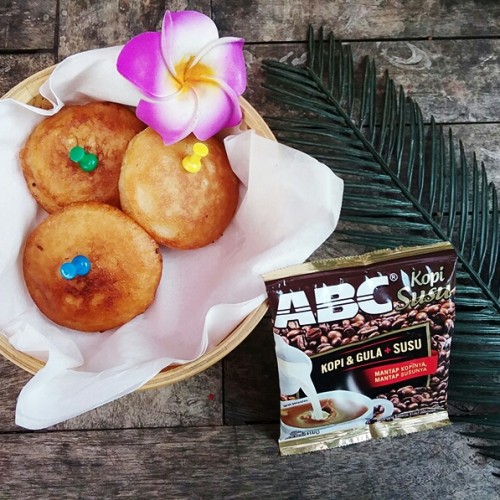 ABC®
Kopi
Susu
KOPI & GULA + SUSU
MANTAP KOPINYA,
MANTAP SUSUNYA